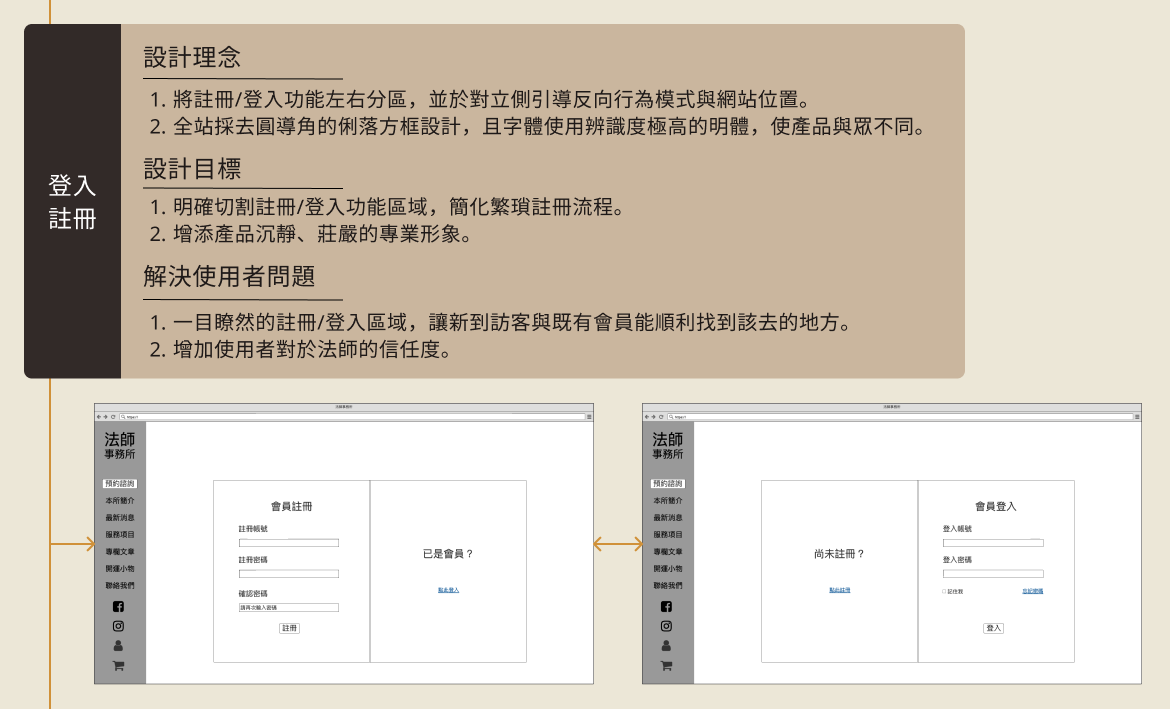 登入
註冊
設計理念
1. 將註冊/登入功能左右分區，並於對立側引導反向行為模式與網站位置。
2. 全站採去圓導角的俐落方框設計，且字體使用辨識度極高的明體，使產品與眾不同。
設計目標
1. 明確切割註冊/登入功能區域，簡化繁瑣註冊流程。
2. 增添產品沉靜、莊嚴的專業形象。
解決使用者問題
1. 一目瞭然的註冊/登入區域，讓新到訪客與既有會員能順利找到該去的地方。
2. 增加使用者對於法師的信任度。
法師事務所
法師
事務所
預約諮詢
本所簡介
最新消息
服務項目
專欄文章
開運小物
聯絡我們
會員註冊
註冊帳號
註冊密碼
確認密碼
請再次輸入密碼
註冊
已是會員？
點此登入
法師事務所
法師
事務所
預約諮詢
本所簡介
最新消息
服務項目
專欄文章
開運小物
聯絡我們
尚未註冊？
點此註冊
會員登入
登入帳號
登入密碼
記住我
忘記密碼
登入